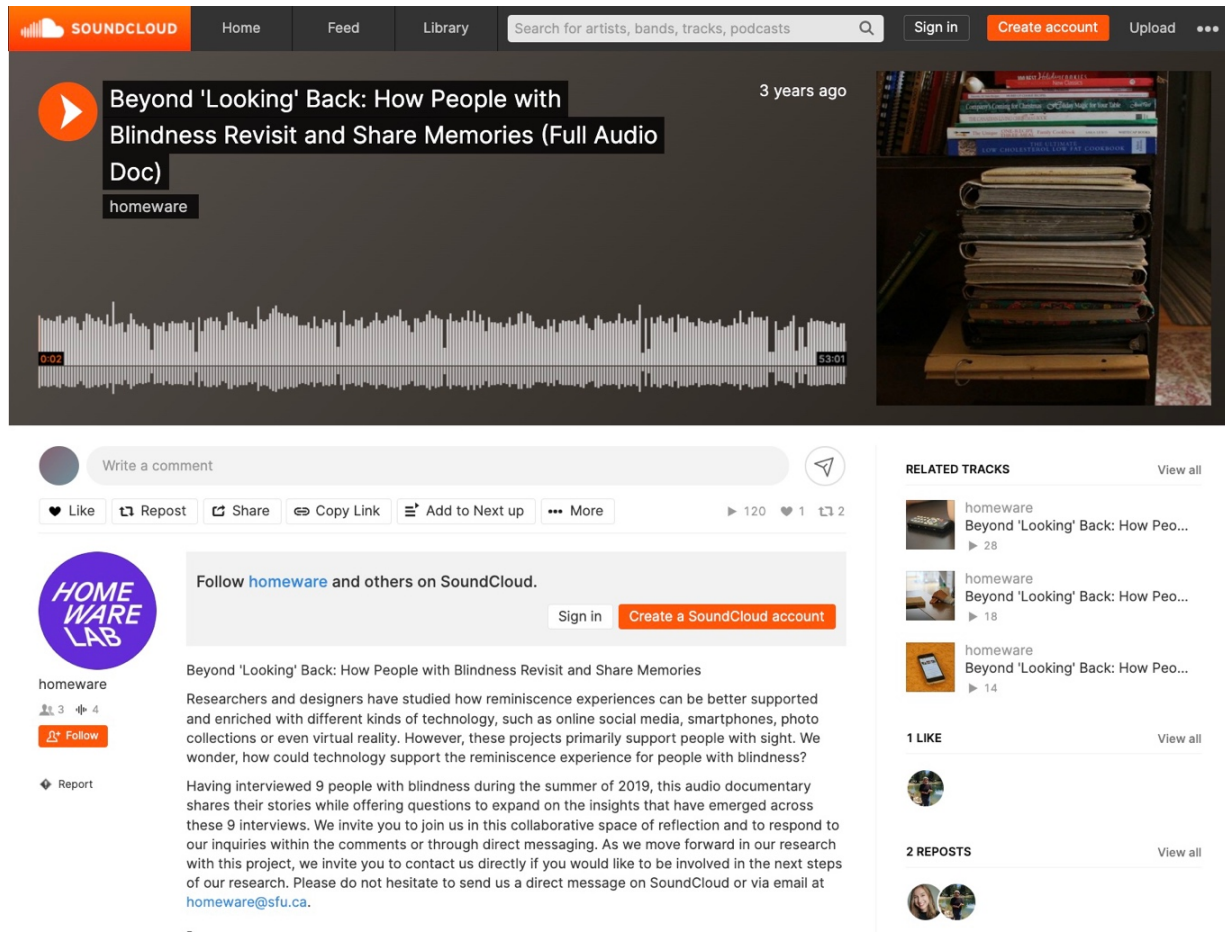 SOUNDCLOUD
Home
Feed
Library
Search for artists, bands, tracks, podcasts
Sign in
Create account
Upload
Beyond 'Looking' Back: How People with
Blindness Revisit and Share Memories (Full Audio
Doc)
homeware
3 years ago
0:02
53:01
THE ULTIMATE
LOW CHOLESTEROL LOW FAT COOKBOOK
Write a comment
Like
Repost
Share
Copy Link
Add to Next up
More
120
1
2
HOME
WARE
LAB
homeware
3
4
Follow
Report
Follow homeware and others on SoundCloud.
Sign in
Create a SoundCloud account
Beyond 'Looking' Back: How People with Blindness Revisit and Share Memories
Researchers and designers have studied how reminiscence experiences can be better supported
and enriched with different kinds of technology, such as online social media, smartphones, photo
collections or even virtual reality. However, these projects primarily support people with sight. We
wonder, how could technology support the reminiscence experience for people with blindness?
Having interviewed 9 people with blindness during the summer of 2019, this audio documentary
shares their stories while offering questions to expand on the insights that have emerged across
these 9 interviews. We invite you to join us in this collaborative space of reflection and to respond to
our inquiries within the comments or through direct messaging. As we move forward in our research
with this project, we invite you to contact us directly if you would like to be involved in the next steps
of our research. Please do not hesitate to send us a direct message on SoundCloud or via email at
homeware@sfu.ca.
RELATED TRACKS
View all
homeware
Beyond 'Looking' Back: How Peo...
28
homeware
Beyond 'Looking' Back: How Peo...
18
homeware
Beyond 'Looking' Back: How Peo...
14
1 LIKE
View all
2 REPOSTS
View all